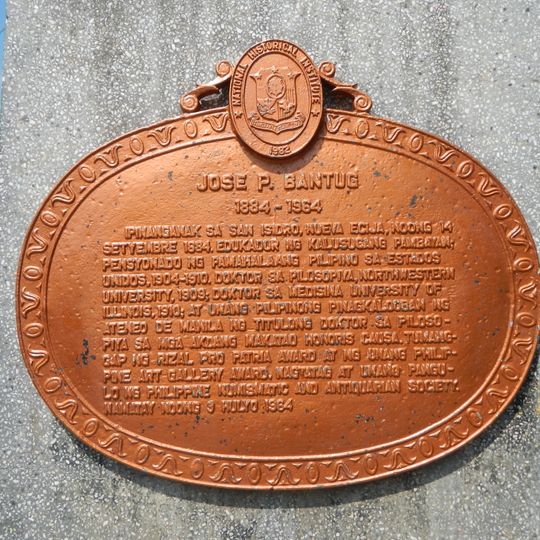 NATIONAL HISTORICAL INSTITUTE
1982
JOSE P. BANTUG
1884-1964
IPINANGANAK SA SAN ISIDRO, NUEVA ECIJA, NOONG 14
SETYEMBRE 1884. EDUKADOR NG KALUSUGANG PAMBAYAN;
PENSYONADO NG PAMAHALAANG PILIPINO SA ESTADOS
UNIDOS, 1904-1910. DOKTOR SA PILOSOPIYA, NORTHWESTERN
UNIVERSITY, 1909; DOKTOR SA MEDISINA UNIVERSITY OF
ILLINOIS, 1910; AT UNANG PILIPINONG PINAGKALOOBAN NG
ATENEO DE MANILA NG TITULONG DOKTOR SA PILOSO-
PIYA SA MGA AKDANG MAKATAO HONORIS CAUSA. TUMANG-
GAP NG RIZAL PRO PATRIA AWARD AT NG UNANG PHILIP-
PINE ART GALLERY AWARD. NAGTATAG AT UNANG PANGU-
LO NG PHILIPPINE NUMISMATIC AND ANTIQUARIAN SOCIETY.
NAMATAY NOONG 9 HULYO 1964